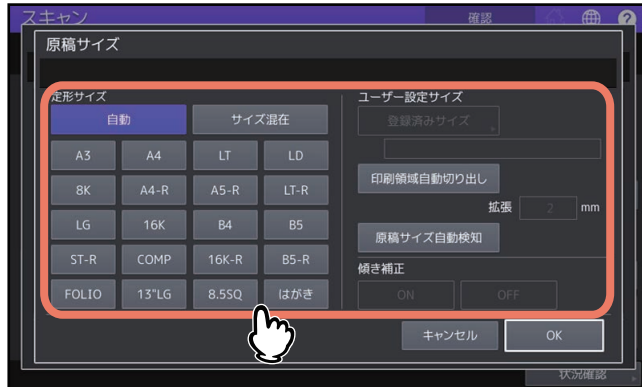 スキャン
確認
?
原稿サイズ
定形サイズ
自動
サイズ混在
A3
A4
LT
LD
8K
A4-R
A5-R
LT-R
LG
16K
B4
B5
ST-R
COMP
16K-R
B5-R
FOLIO
13"LG
8.5SQ
はがき
ユーザー設定サイズ
登録済みサイズ
印刷領域自動切り出し
拡張 2 mm
原稿サイズ自動検知
傾き補正
ON
OFF
キャンセル
OK
状況確認